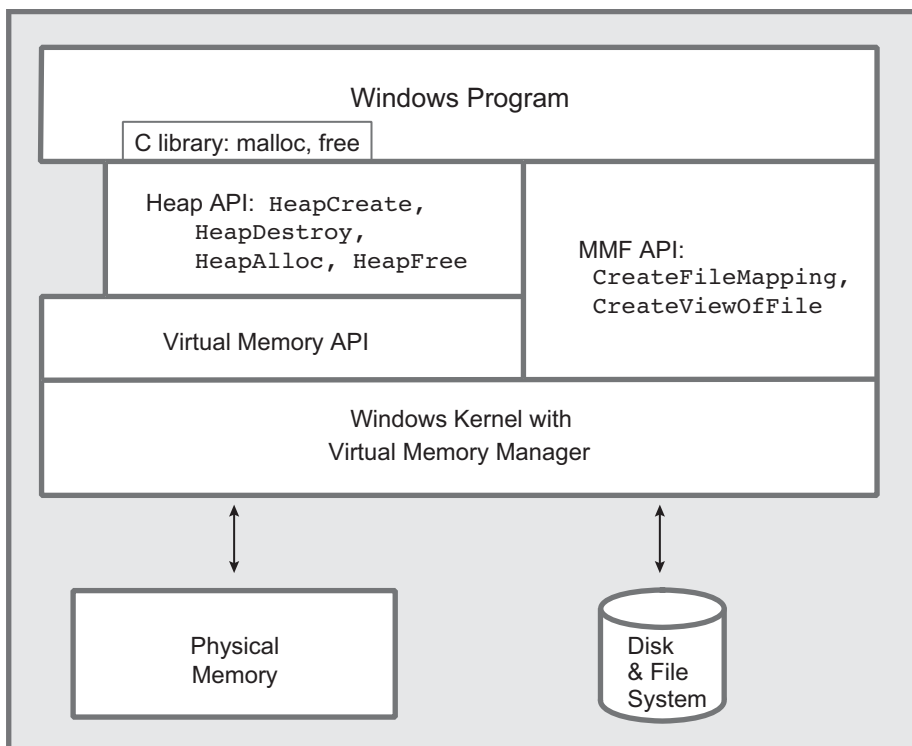 Windows Program
C library: malloc, free
Heap API: HeapCreate,
HeapDestroy,
HeapAlloc, HeapFree
MMF API:
CreateFileMapping,
CreateViewOfFile
Virtual Memory API
Windows Kernel with
Virtual Memory Manager
Physical
Memory
Disk
& File
System